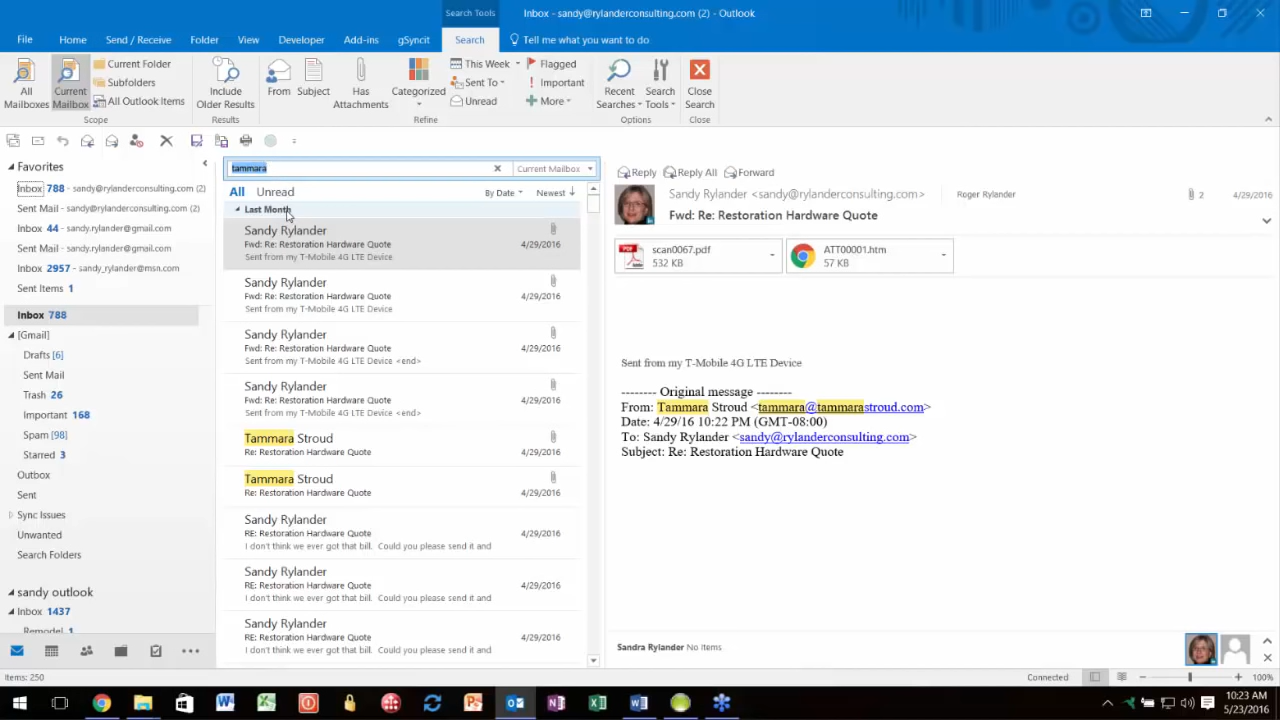 Search Tools
Inbox - sandy@rylanderconsulting.com (2) - Outlook
File Home Send / Receive Folder View Developer Add-ins gSyncit Search Tell me what you want to do
All Mailboxes
Current Mailbox
Current Folder
Subfolders
All Outlook Items
Scope
Include Older Results
Results
From
Subject
Has Attachments
Categorized
This Week
Sent To
Unread
Flagged
Important
More
Refine
Recent Searches
Search Tools
Options
Close Search
Close
Favorites
Inbox 788 - sandy@rylanderconsulting.com (2)
Sent Mail - sandy@rylanderconsulting.com (2)
Inbox 44 - sandy.rylander@gmail.com
Sent Mail - sandy.rylander@gmail.com
Inbox 2957 - sandy_rylander@msn.com
Sent Items 1
Inbox 788
[Gmail]
Drafts [6]
Sent Mail
Trash 26
Important 168
Spam [98]
Starred 3
Outbox
Sent
Sync Issues
Unwanted
Search Folders
sandy outlook
Inbox 1437
Remodel 1
tammara
Current Mailbox
All Unread
By Date Newest
Last Month
Sandy Rylander
Fwd: Re: Restoration Hardware Quote 4/29/2016
Sent from my T-Mobile 4G LTE Device
Sandy Rylander
Fwd: Re: Restoration Hardware Quote 4/29/2016
Sent from my T-Mobile 4G LTE Device
Sandy Rylander
Fwd: Re: Restoration Hardware Quote 4/29/2016
Sent from my T-Mobile 4G LTE Device <end>
Sandy Rylander
Fwd: Re: Restoration Hardware Quote 4/29/2016
Sent from my T-Mobile 4G LTE Device <end>
Tammara Stroud
Re: Restoration Hardware Quote 4/29/2016
Tammara Stroud
Re: Restoration Hardware Quote 4/29/2016
Sandy Rylander
RE: Restoration Hardware Quote 4/29/2016
I don't think we ever got that bill. Could you please send it and
Sandy Rylander
RE: Restoration Hardware Quote 4/29/2016
I don't think we ever got that bill. Could you please send it and
Sandy Rylander
RE: Restoration Hardware Quote 4/29/2016
I don't think we ever got that bill. Could you please send it and
Reply Reply All Forward
Sandy Rylander <sandy@rylanderconsulting.com> Roger Rylander 2 4/29/2016
Fwd: Re: Restoration Hardware Quote
PDF
scan0067.pdf
532 KB
ATT00001.htm
57 KB
Sent from my T-Mobile 4G LTE Device
-------- Original message --------
From: Tammara Stroud <tammara@tammarastroud.com>
Date: 4/29/16 10:22 PM (GMT-08:00)
To: Sandy Rylander <sandy@rylanderconsulting.com>
Subject: Re: Restoration Hardware Quote
Sandra Rylander No Items
Items: 250
Connected
100%
10:23 AM
5/23/2016